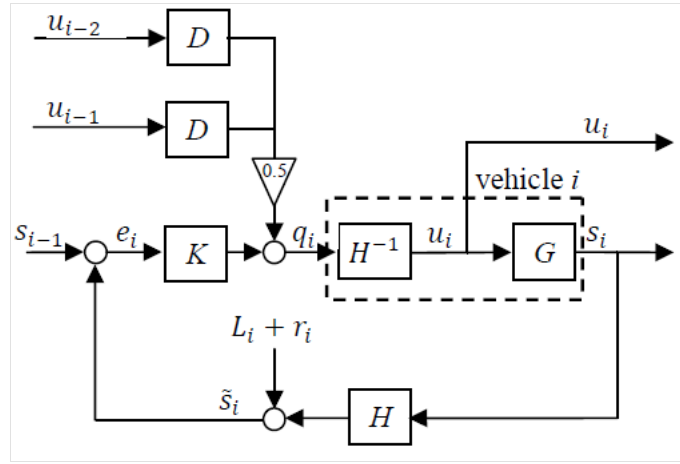 u_{i-2}
D
u_{i-1}
D
u_i
0.5
vehicle i
s_{i-1}
e_i
K
q_i
H^{-1}
u_i
G
s_i
L_i + r_i
s̃_i
H